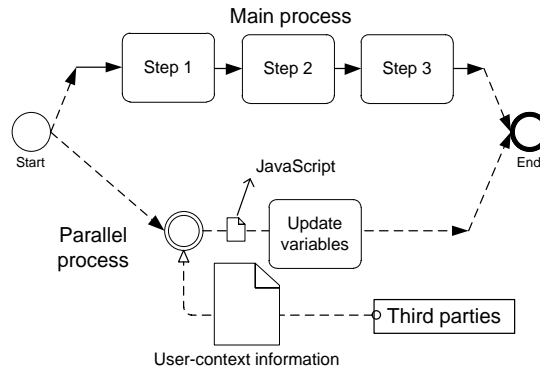 Main process
Step 1
Step 2
Step 3
Start
End
JavaScript
Parallel
process
Update
variables
Third parties
User-context information